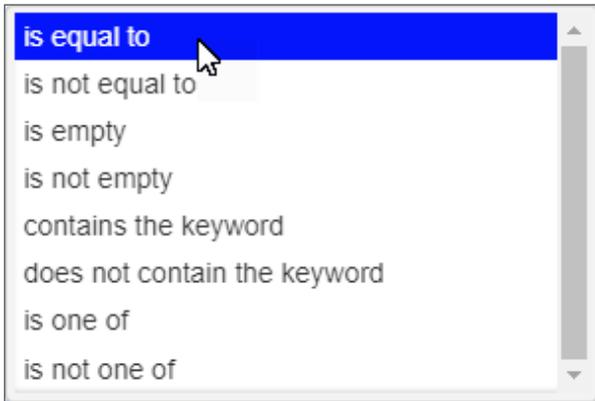 is equal to
is not equal to
is empty
is not empty
contains the keyword
does not contain the keyword
is one of
is not one of